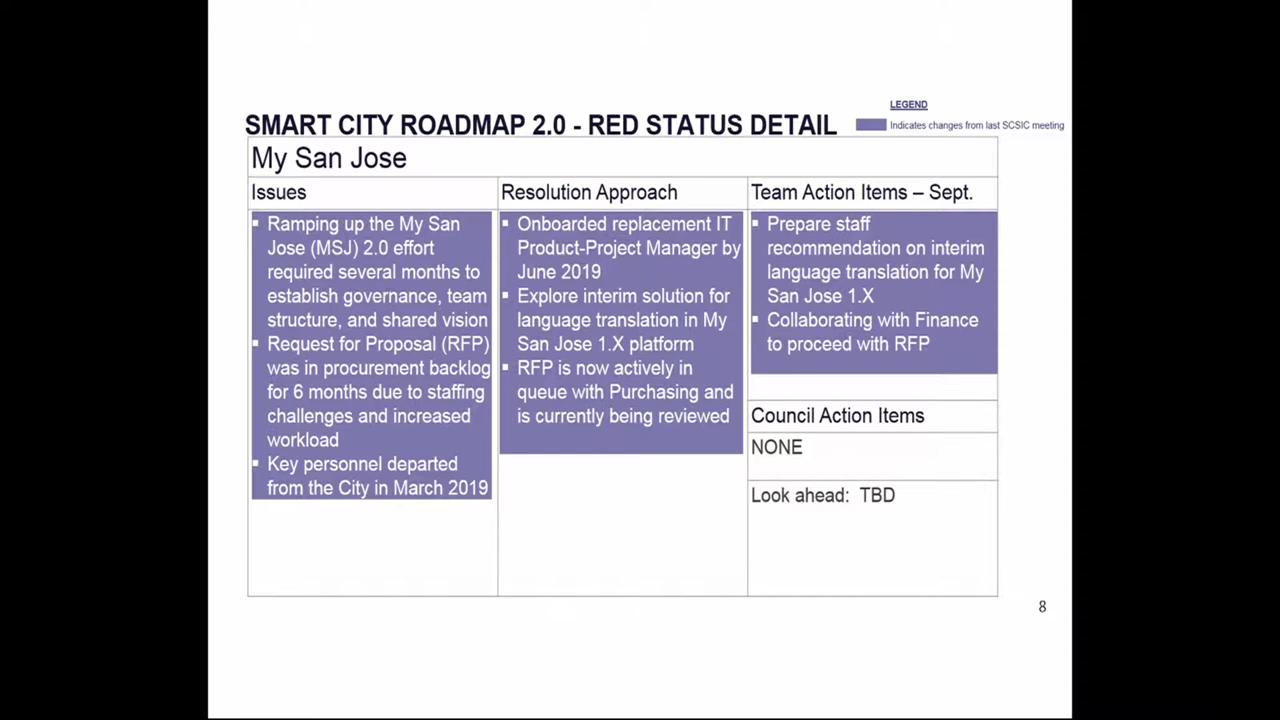 LEGEND
SMART CITY ROADMAP 2.0 - RED STATUS DETAIL
Indicates changes from last SCSIC meeting
My San Jose
Issues
▪ Ramping up the My San
Jose (MSJ) 2.0 effort
required several months to
establish governance, team
structure, and shared vision
▪ Request for Proposal (RFP)
was in procurement backlog
for 6 months due to staffing
challenges and increased
workload
▪ Key personnel departed
from the City in March 2019
Resolution Approach
▪ Onboarded replacement IT
Product-Project Manager by
June 2019
▪ Explore interim solution for
language translation in My
San Jose 1.X platform
▪ RFP is now actively in
queue with Purchasing and
is currently being reviewed
Team Action Items – Sept.
▪ Prepare staff
recommendation on interim
language translation for My
San Jose 1.X
▪ Collaborating with Finance
to proceed with RFP
Council Action Items
NONE
Look ahead: TBD
8